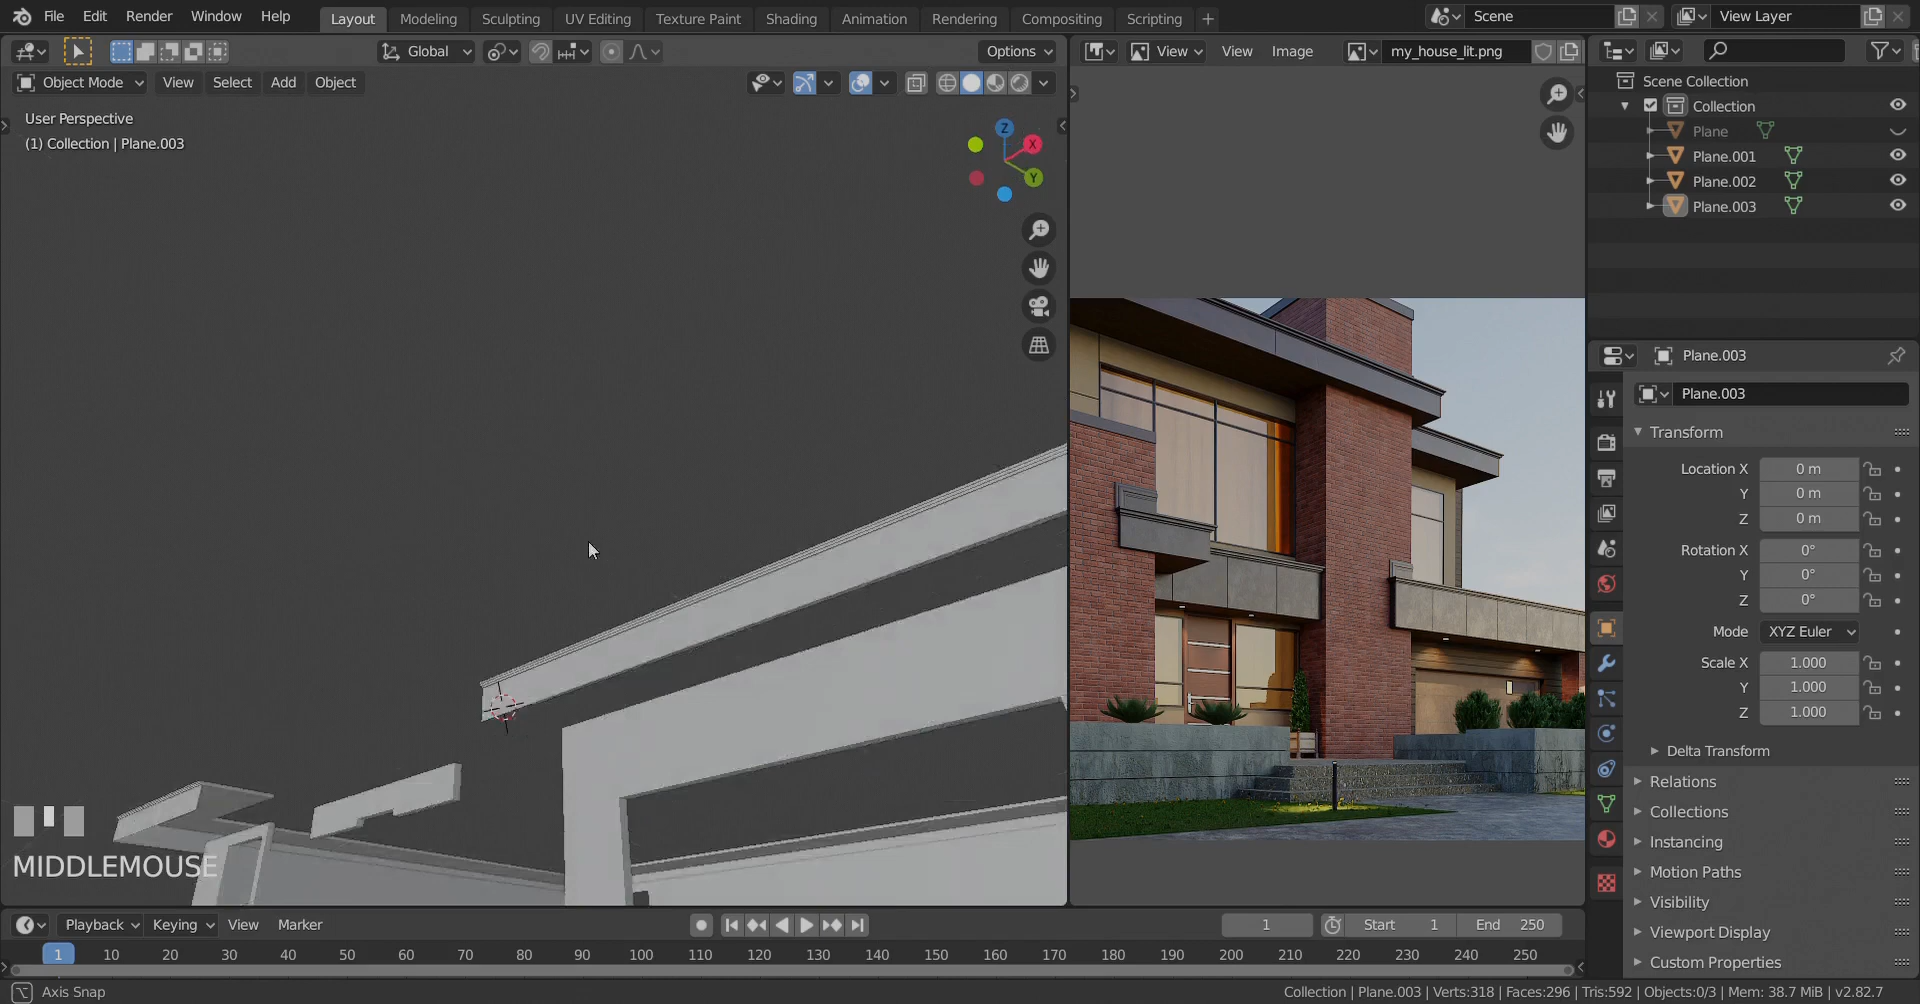 File Edit Render Window Help Layout Modeling Sculpting UV Editing Texture Paint Shading Animation Rendering Compositing Scripting + Scene View Layer
Global Options View View Image my_house_lit.png
Object Mode View Select Add Object
User Perspective
(1) Collection | Plane.003
Z
X
Y
MIDDLEMOUSE
Scene Collection
Collection
Plane
Plane.001
Plane.002
Plane.003
Plane.003
Plane.003
Transform
Location X 0 m
Y 0 m
Z 0 m
Rotation X 0°
Y 0°
Z 0°
Mode XYZ Euler
Scale X 1.000
Y 1.000
Z 1.000
Delta Transform
Relations
Collections
Instancing
Motion Paths
Visibility
Viewport Display
Custom Properties
Playback Keying View Marker 1 Start 1 End 250
1 10 20 30 40 50 60 70 80 90 100 110 120 130 140 150 160 170 180 190 200 210 220 230 240 250
Axis Snap Collection | Plane.003 | Verts:318 | Faces:296 | Tris:592 | Objects:0/3 | Mem: 38.7 MiB | v2.82.7